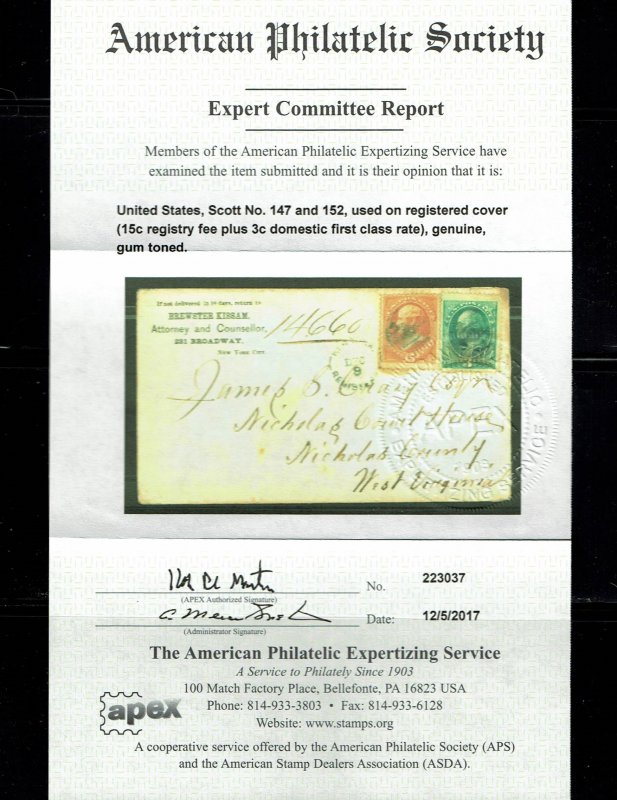 American Philatelic Society
Expert Committee Report
Members of the American Philatelic Expertizing Service have
examined the item submitted and it is their opinion that it is:
United States, Scott No. 147 and 152, used on registered cover
(15c registry fee plus 3c domestic first class rate), genuine,
gum toned.
If not delivered in 10 days, return to
BREWSTER KISSAM,
Attorney and Counsellor,
231 BROADWAY,
New York City.
14660
DEC
9
James S. Craig Esqr
Nicholas Court House
Nicholas County,
West Virginia
(APEX Authorized Signature)
No. 223037
(Administrator Signature)
Date: 12/5/2017
The American Philatelic Expertizing Service
A Service to Philately Since 1903
100 Match Factory Place, Bellefonte, PA 16823 USA
Phone: 814-933-3803 • Fax: 814-933-6128
Website: www.stamps.org
apex
A cooperative service offered by the American Philatelic Society (APS)
and the American Stamp Dealers Association (ASDA).